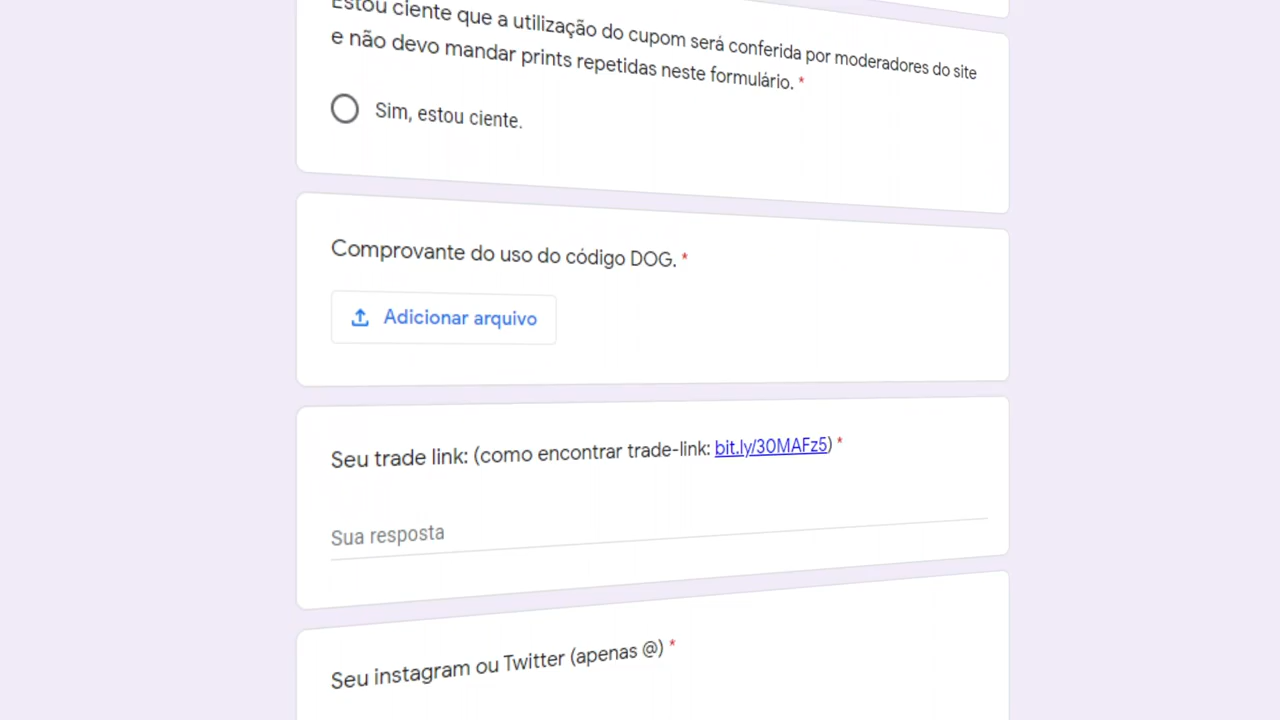 Estou ciente que a utilização do cupom será conferida por moderadores do site
e não devo mandar prints repetidas neste formulário. *
Sim, estou ciente.
Comprovante do uso do código DOG. *
Adicionar arquivo
Seu trade link: (como encontrar trade-link: bit.ly/30MAFz5) *
Sua resposta
Seu instagram ou Twitter (apenas @) *